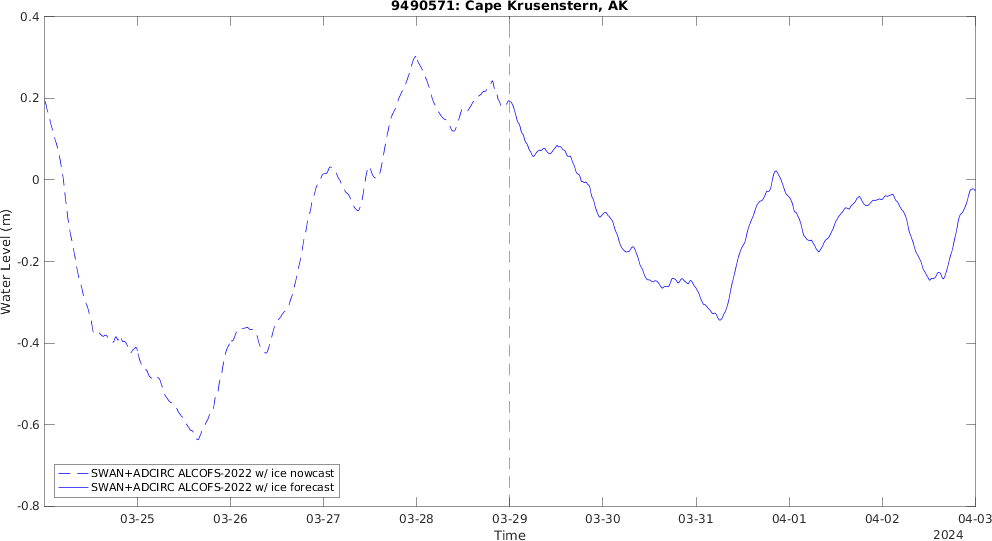 9490571: Cape Krusenstern, AK
0.4
0.2
0
-0.2
-0.4
-0.6
-0.8
Water Level (m)
SWAN+ADCIRC ALCOFS-2022 w/ ice nowcast
SWAN+ADCIRC ALCOFS-2022 w/ ice forecast
03-25 03-26 03-27 03-28 03-29 03-30 03-31 04-01 04-02 04-03
Time
2024